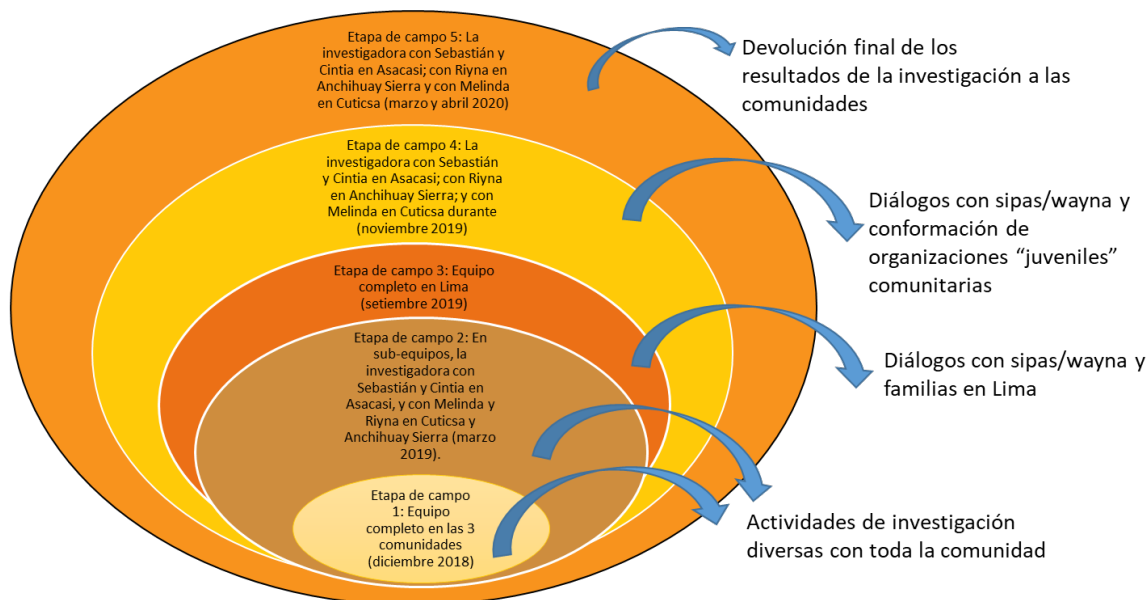 Etapa de campo 5: La
investigadora con Sebastián y
Cintia en Asacasi; con Riyna en
Anchihuay Sierra y con Melinda
en Cuticsa (marzo y abril 2020)
Devolución final de los
resultados de la investigación a las
comunidades
Etapa de campo 4: La
investigadora con Sebastián
y Cintia en Asacasi; con Riyna
en Anchihuay Sierra; y con
Melinda en Cuticsa durante
(noviembre 2019)
Diálogos con sipas/wayna y
conformación de
organizaciones “juveniles”
comunitarias
Etapa de campo 3: Equipo
completo en Lima
(setiembre 2019)
Diálogos con sipas/wayna y
familias en Lima
Etapa de campo 2: En
sub-equipos, la
investigadora con
Sebastián y Cintia en
Asacasi, y con Melinda y
Riyna en Cuticsa y
Anchihuay Sierra (marzo
2019).
Etapa de campo
1: Equipo
completo en las 3
comunidades
(diciembre 2018)
Actividades de investigación
diversas con toda la comunidad